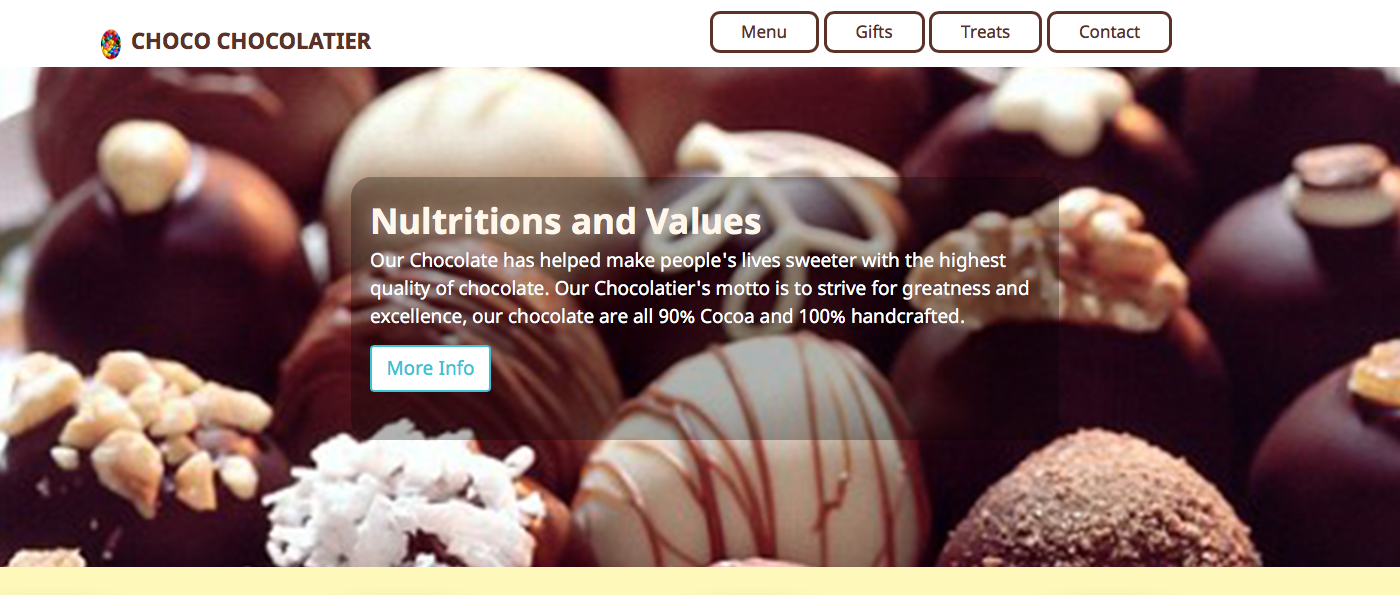 CHOCO CHOCOLATIER
Menu
Gifts
Treats
Contact
Nultritions and Values
Our Chocolate has helped make people's lives sweeter with the highest
quality of chocolate. Our Chocolatier's motto is to strive for greatness and
excellence, our chocolate are all 90% Cocoa and 100% handcrafted.
More Info